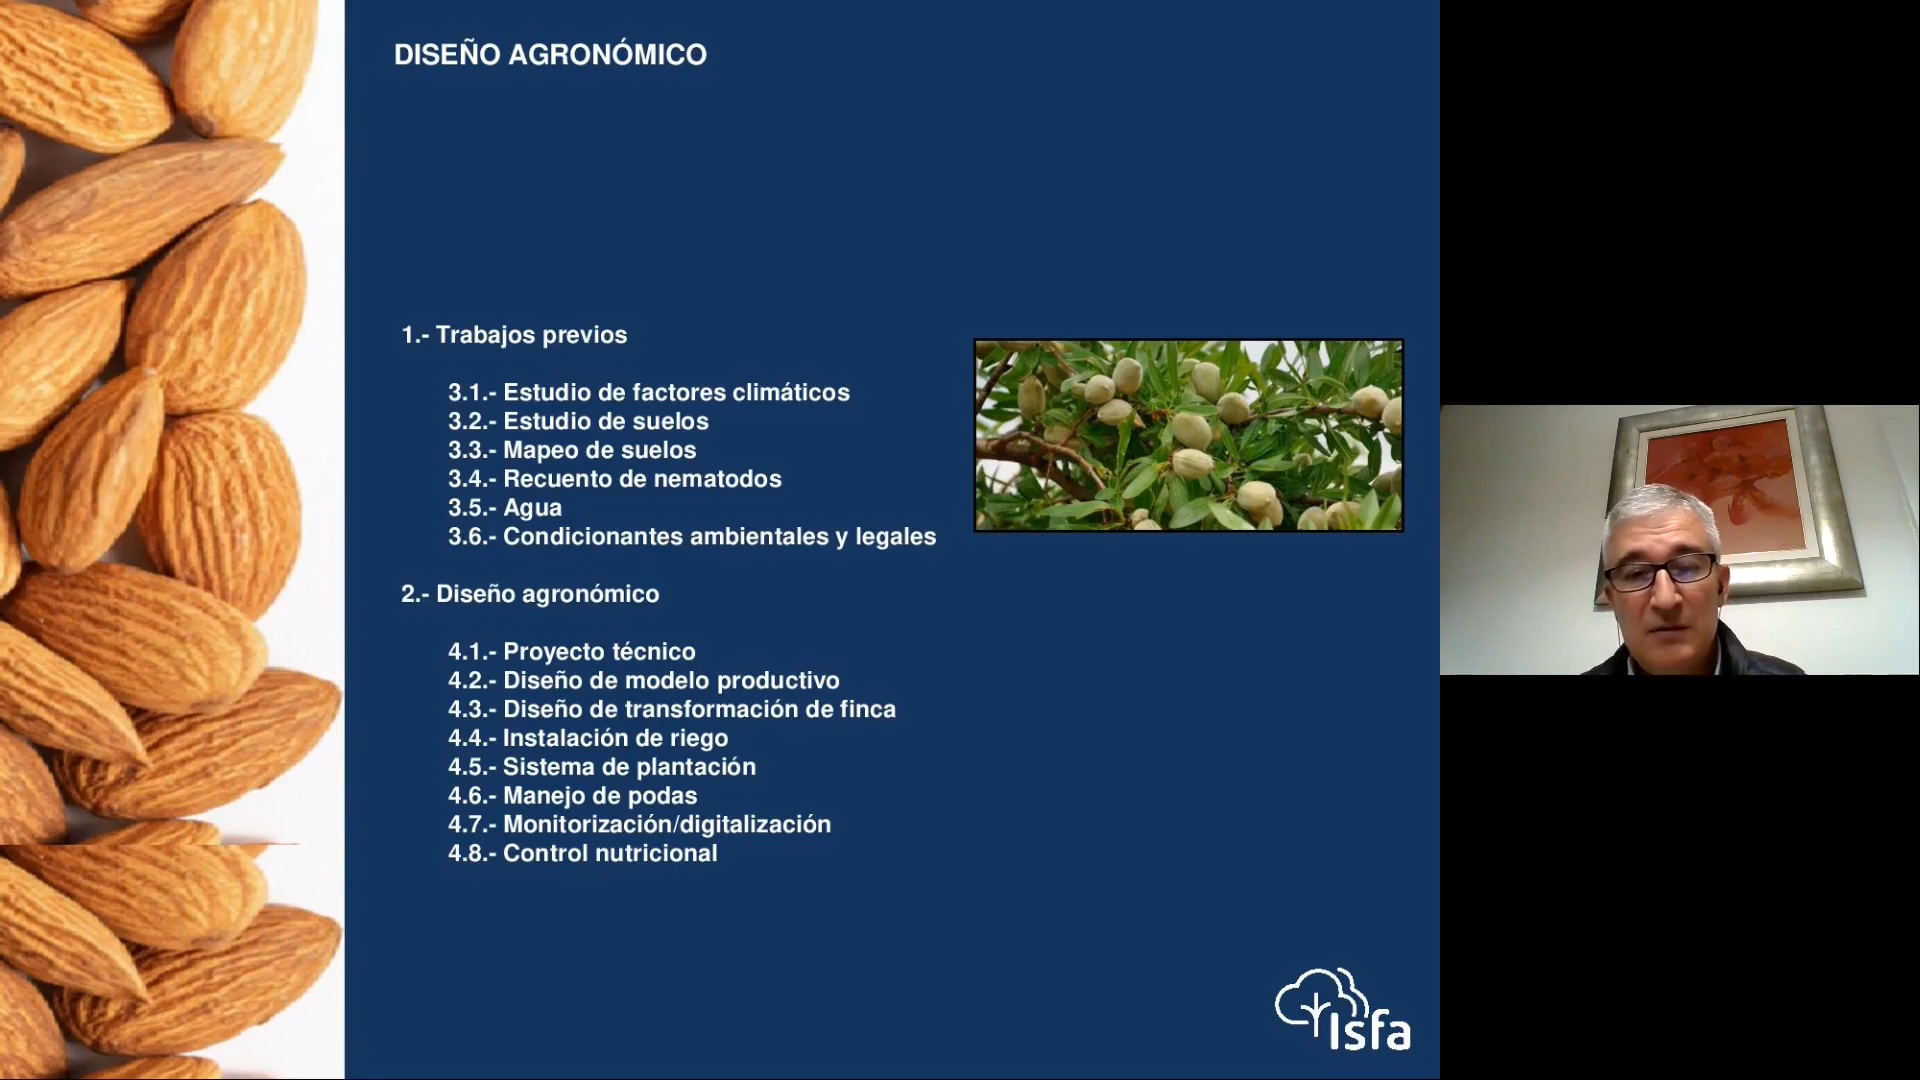 DISEÑO AGRONÓMICO
1.- Trabajos previos
3.1.- Estudio de factores climáticos
3.2.- Estudio de suelos
3.3.- Mapeo de suelos
3.4.- Recuento de nematodos
3.5.- Agua
3.6.- Condicionantes ambientales y legales
2.- Diseño agronómico
4.1.- Proyecto técnico
4.2.- Diseño de modelo productivo
4.3.- Diseño de transformación de finca
4.4.- Instalación de riego
4.5.- Sistema de plantación
4.6.- Manejo de podas
4.7.- Monitorización/digitalización
4.8.- Control nutricional
Isfa